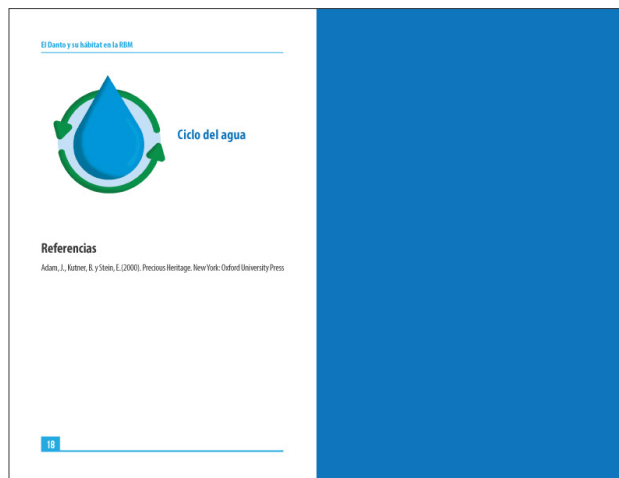 El Danto y su hábitat en la RBM
Ciclo del agua
Referencias
Adam, J., Kutner, B. y Stein, E. (2000). Precious Heritage. New York: Oxford University Press
18